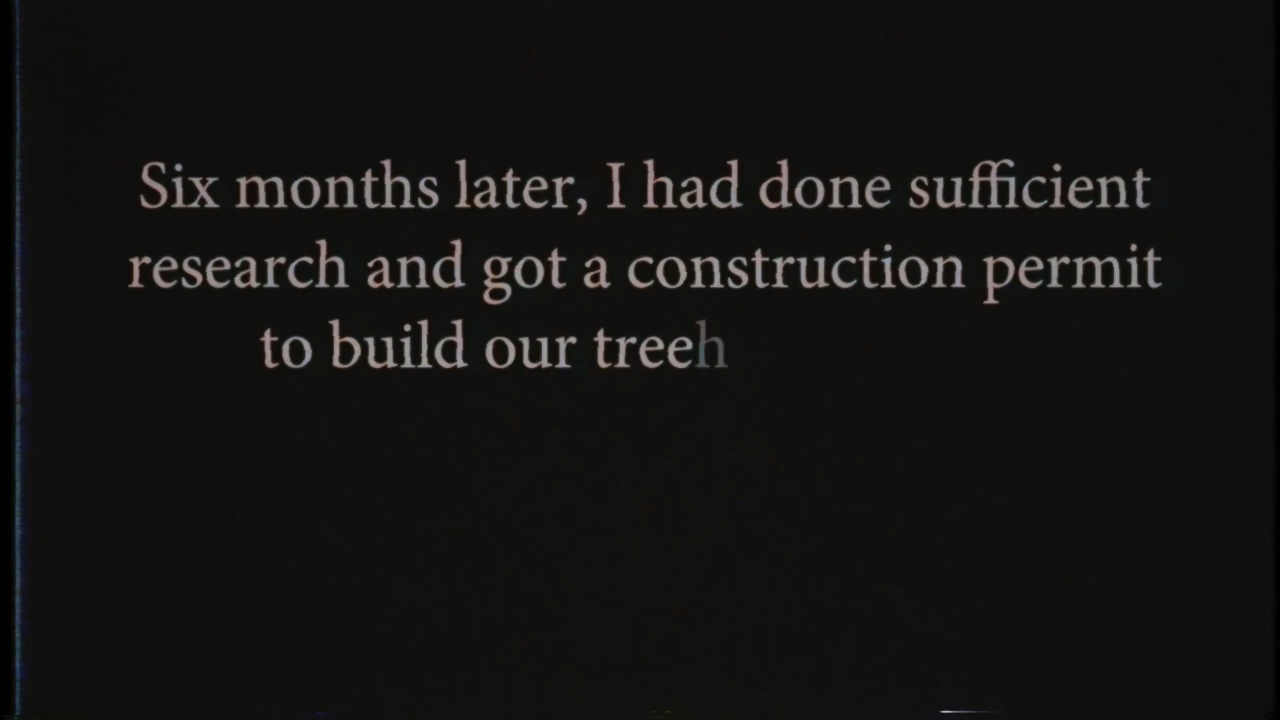 Six months later, I had done sufficient
research and got a construction permit
to build our treeh